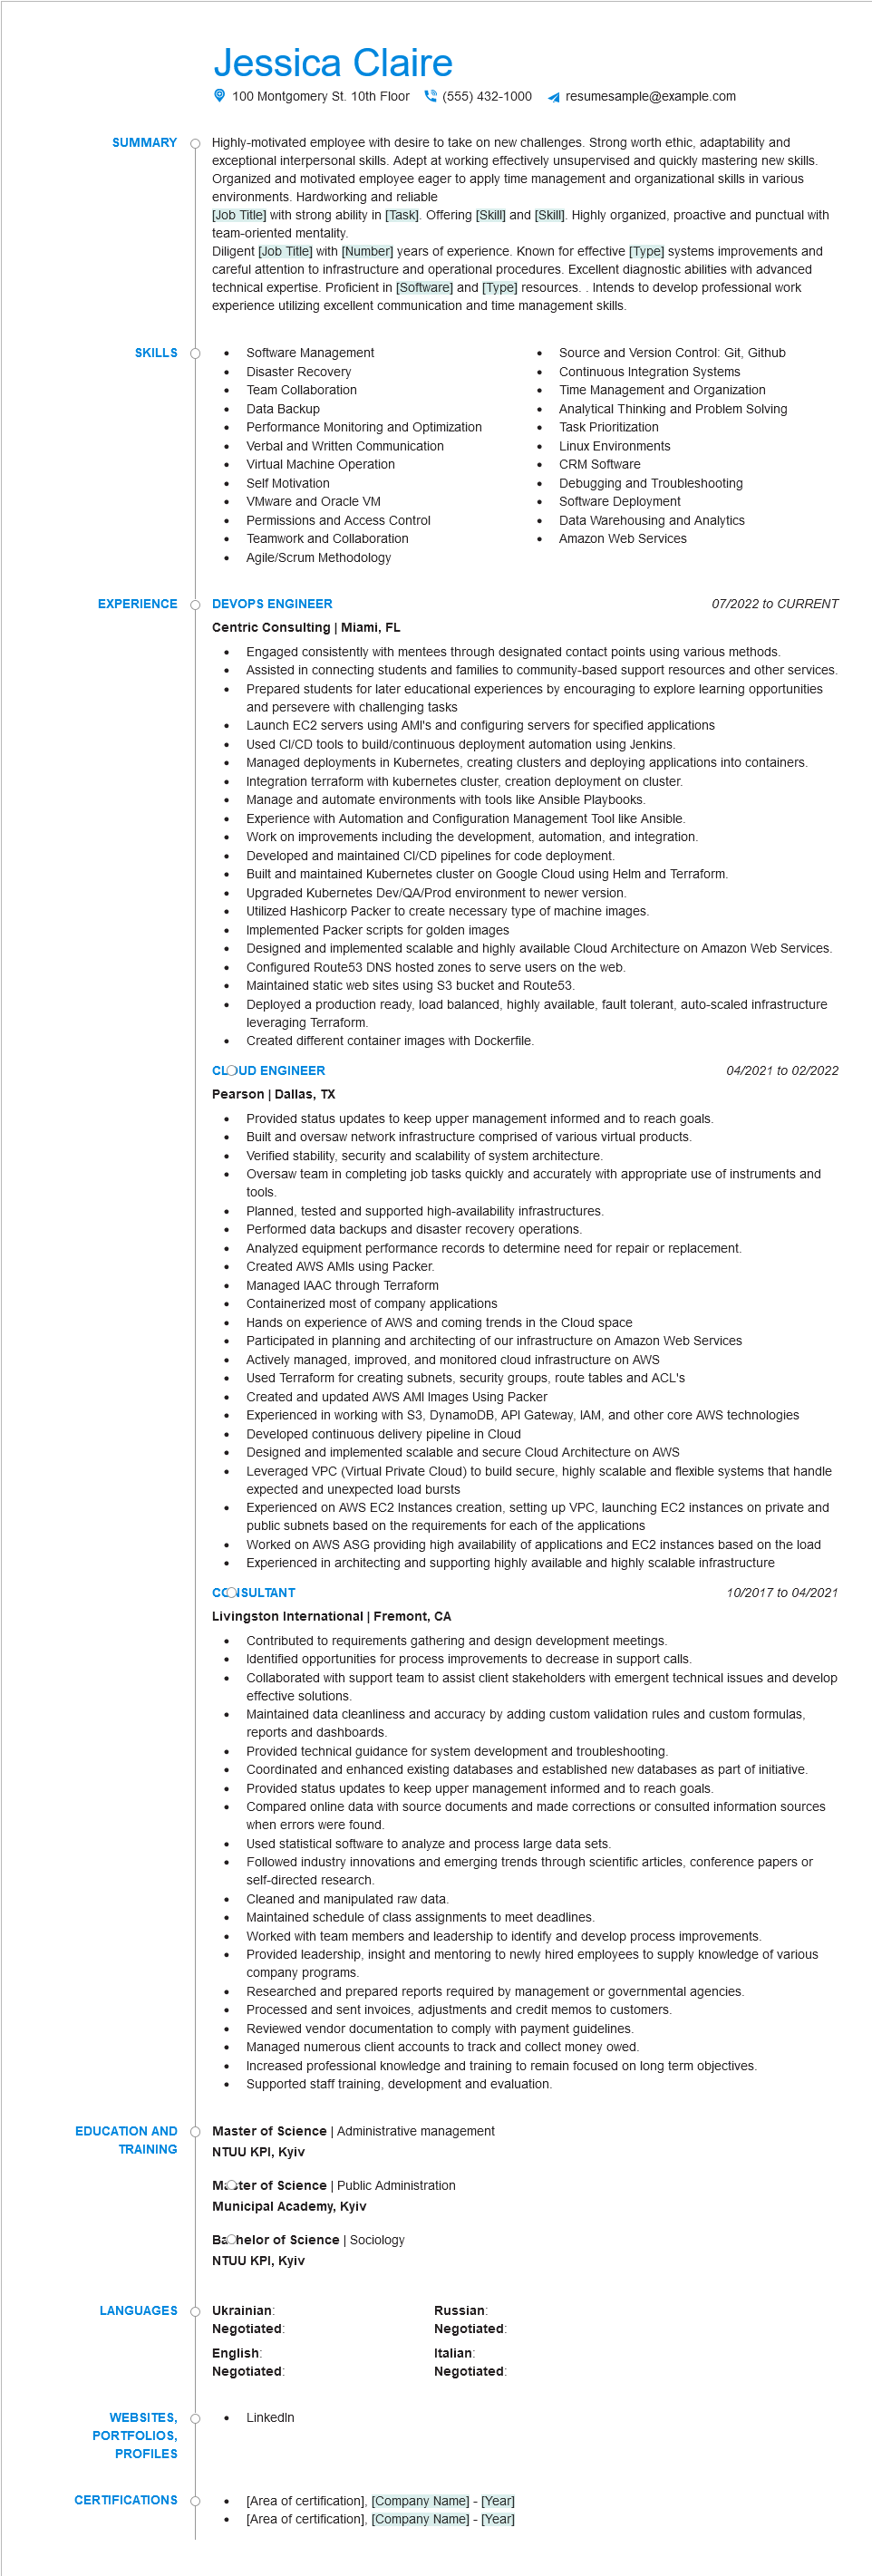 Jessica Claire
100 Montgomery St. 10th Floor (555) 432-1000 resumesample@example.com
SUMMARY
Highly-motivated employee with desire to take on new challenges. Strong worth ethic, adaptability and
exceptional interpersonal skills. Adept at working effectively unsupervised and quickly mastering new skills.
Organized and motivated employee eager to apply time management and organizational skills in various
environments. Hardworking and reliable
[Job Title] with strong ability in [Task]. Offering [Skill] and [Skill]. Highly organized, proactive and punctual with
team-oriented mentality.
Diligent [Job Title] with [Number] years of experience. Known for effective [Type] systems improvements and
careful attention to infrastructure and operational procedures. Excellent diagnostic abilities with advanced
technical expertise. Proficient in [Software] and [Type] resources. . Intends to develop professional work
experience utilizing excellent communication and time management skills.
SKILLS
• Software Management
• Disaster Recovery
• Team Collaboration
• Data Backup
• Performance Monitoring and Optimization
• Verbal and Written Communication
• Virtual Machine Operation
• Self Motivation
• VMware and Oracle VM
• Permissions and Access Control
• Teamwork and Collaboration
• Agile/Scrum Methodology
• Source and Version Control: Git, Github
• Continuous Integration Systems
• Time Management and Organization
• Analytical Thinking and Problem Solving
• Task Prioritization
• Linux Environments
• CRM Software
• Debugging and Troubleshooting
• Software Deployment
• Data Warehousing and Analytics
• Amazon Web Services
EXPERIENCE
DEVOPS ENGINEER 07/2022 to CURRENT
Centric Consulting | Miami, FL
• Engaged consistently with mentees through designated contact points using various methods.
• Assisted in connecting students and families to community-based support resources and other services.
• Prepared students for later educational experiences by encouraging to explore learning opportunities
and persevere with challenging tasks
• Launch EC2 servers using AMI's and configuring servers for specified applications
• Used CI/CD tools to build/continuous deployment automation using Jenkins.
• Managed deployments in Kubernetes, creating clusters and deploying applications into containers.
• Integration terraform with kubernetes cluster, creation deployment on cluster.
• Manage and automate environments with tools like Ansible Playbooks.
• Experience with Automation and Configuration Management Tool like Ansible.
• Work on improvements including the development, automation, and integration.
• Developed and maintained CI/CD pipelines for code deployment.
• Built and maintained Kubernetes cluster on Google Cloud using Helm and Terraform.
• Upgraded Kubernetes Dev/QA/Prod environment to newer version.
• Utilized Hashicorp Packer to create necessary type of machine images.
• Implemented Packer scripts for golden images
• Designed and implemented scalable and highly available Cloud Architecture on Amazon Web Services.
• Configured Route53 DNS hosted zones to serve users on the web.
• Maintained static web sites using S3 bucket and Route53.
• Deployed a production ready, load balanced, highly available, fault tolerant, auto-scaled infrastructure
leveraging Terraform.
• Created different container images with Dockerfile.
CLOUD ENGINEER 04/2021 to 02/2022
Pearson | Dallas, TX
• Provided status updates to keep upper management informed and to reach goals.
• Built and oversaw network infrastructure comprised of various virtual products.
• Verified stability, security and scalability of system architecture.
• Oversaw team in completing job tasks quickly and accurately with appropriate use of instruments and
tools.
• Planned, tested and supported high-availability infrastructures.
• Performed data backups and disaster recovery operations.
• Analyzed equipment performance records to determine need for repair or replacement.
• Created AWS AMIs using Packer.
• Managed IAAC through Terraform
• Containerized most of company applications
• Hands on experience of AWS and coming trends in the Cloud space
• Participated in planning and architecting of our infrastructure on Amazon Web Services
• Actively managed, improved, and monitored cloud infrastructure on AWS
• Used Terraform for creating subnets, security groups, route tables and ACL's
• Created and updated AWS AMI Images Using Packer
• Experienced in working with S3, DynamoDB, API Gateway, IAM, and other core AWS technologies
• Developed continuous delivery pipeline in Cloud
• Designed and implemented scalable and secure Cloud Architecture on AWS
• Leveraged VPC (Virtual Private Cloud) to build secure, highly scalable and flexible systems that handle
expected and unexpected load bursts
• Experienced on AWS EC2 Instances creation, setting up VPC, launching EC2 instances on private and
public subnets based on the requirements for each of the applications
• Worked on AWS ASG providing high availability of applications and EC2 instances based on the load
• Experienced in architecting and supporting highly available and highly scalable infrastructure
CONSULTANT 10/2017 to 04/2021
Livingston International | Fremont, CA
• Contributed to requirements gathering and design development meetings.
• Identified opportunities for process improvements to decrease in support calls.
• Collaborated with support team to assist client stakeholders with emergent technical issues and develop
effective solutions.
• Maintained data cleanliness and accuracy by adding custom validation rules and custom formulas,
reports and dashboards.
• Provided technical guidance for system development and troubleshooting.
• Coordinated and enhanced existing databases and established new databases as part of initiative.
• Provided status updates to keep upper management informed and to reach goals.
• Compared online data with source documents and made corrections or consulted information sources
when errors were found.
• Used statistical software to analyze and process large data sets.
• Followed industry innovations and emerging trends through scientific articles, conference papers or
self-directed research.
• Cleaned and manipulated raw data.
• Maintained schedule of class assignments to meet deadlines.
• Worked with team members and leadership to identify and develop process improvements.
• Provided leadership, insight and mentoring to newly hired employees to supply knowledge of various
company programs.
• Researched and prepared reports required by management or governmental agencies.
• Processed and sent invoices, adjustments and credit memos to customers.
• Reviewed vendor documentation to comply with payment guidelines.
• Managed numerous client accounts to track and collect money owed.
• Increased professional knowledge and training to remain focused on long term objectives.
• Supported staff training, development and evaluation.
EDUCATION AND
TRAINING
Master of Science | Administrative management
NTUU KPI, Kyiv
Master of Science | Public Administration
Municipal Academy, Kyiv
Bachelor of Science | Sociology
NTUU KPI, Kyiv
LANGUAGES
Ukrainian: Russian:
Negotiated: Negotiated:
English: Italian:
Negotiated: Negotiated:
WEBSITES,
PORTFOLIOS,
PROFILES
• LinkedIn
CERTIFICATIONS
• [Area of certification], [Company Name] - [Year]
• [Area of certification], [Company Name] - [Year]